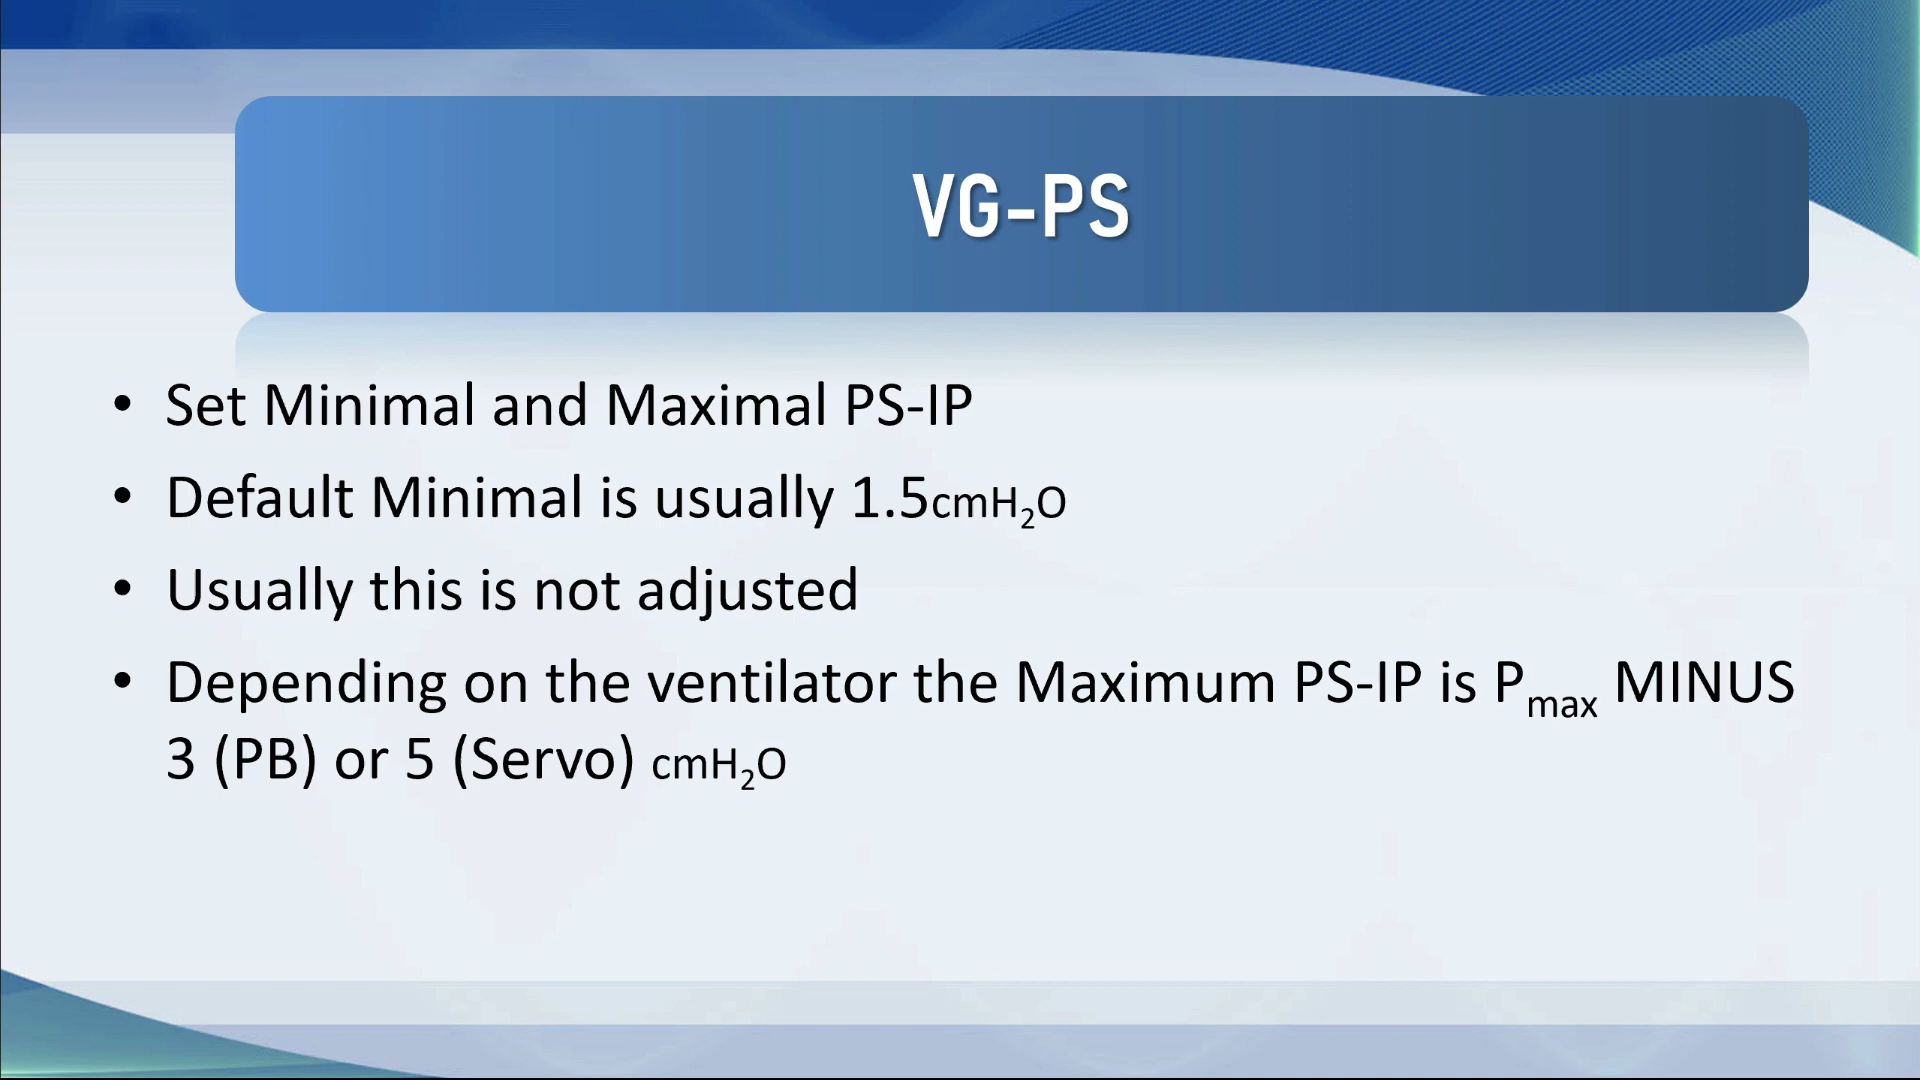 VG-PS
• Set Minimal and Maximal PS-IP
• Default Minimal is usually 1.5cmH₂O
• Usually this is not adjusted
• Depending on the ventilator the Maximum PS-IP is Pmax MINUS
3 (PB) or 5 (Servo) cmH₂O